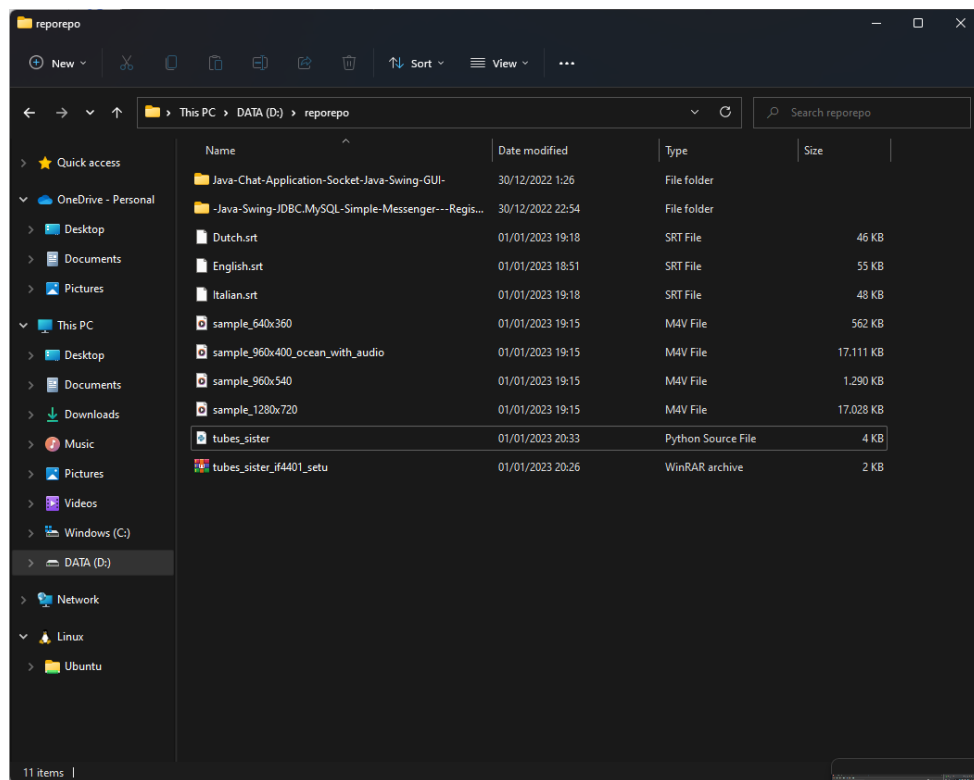 reporepo
New Sort View ...
This PC > DATA (D:) > reporepo Search reporepo
Name Date modified Type Size
Quick access
OneDrive - Personal
Desktop
Documents
Pictures
This PC
Desktop
Documents
Downloads
Music
Pictures
Videos
Windows (C:)
DATA (D:)
Network
Linux
Ubuntu
Java-Chat-Application-Socket-Java-Swing-GUI- 30/12/2022 1:26 File folder
-Java-Swing-JDBC.MySQL-Simple-Messenger---Regis... 30/12/2022 22:54 File folder
Dutch.srt 01/01/2023 19:18 SRT File 46 KB
English.srt 01/01/2023 18:51 SRT File 55 KB
Italian.srt 01/01/2023 19:18 SRT File 48 KB
sample_640x360 01/01/2023 19:15 M4V File 562 KB
sample_960x400_ocean_with_audio 01/01/2023 19:15 M4V File 17.111 KB
sample_960x540 01/01/2023 19:15 M4V File 1.290 KB
sample_1280x720 01/01/2023 19:15 M4V File 17.028 KB
tubes_sister 01/01/2023 20:33 Python Source File 4 KB
tubes_sister_if4401_setu 01/01/2023 20:26 WinRAR archive 2 KB
11 items